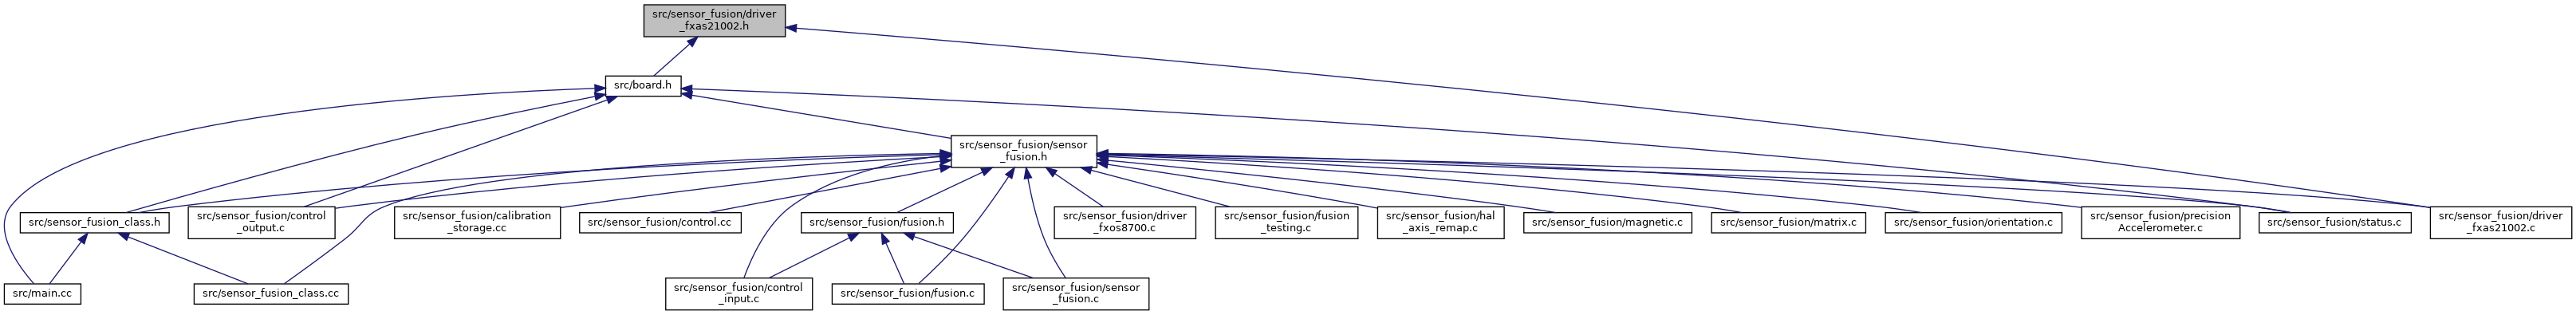 src/sensor_fusion/driver
_fxas21002.h
src/board.h
src/sensor_fusion/sensor
_fusion.h
src/sensor_fusion_class.h
src/sensor_fusion/control
_output.c
src/sensor_fusion/calibration
_storage.cc
src/sensor_fusion/control.cc
src/sensor_fusion/fusion.h
src/sensor_fusion/driver
_fxos8700.c
src/sensor_fusion/fusion
_testing.c
src/sensor_fusion/hal
_axis_remap.c
src/sensor_fusion/magnetic.c
src/sensor_fusion/matrix.c
src/sensor_fusion/orientation.c
src/sensor_fusion/precision
Accelerometer.c
src/sensor_fusion/status.c
src/sensor_fusion/driver
_fxas21002.c
src/main.cc
src/sensor_fusion_class.cc
src/sensor_fusion/control
_input.c
src/sensor_fusion/fusion.c
src/sensor_fusion/sensor
_fusion.c